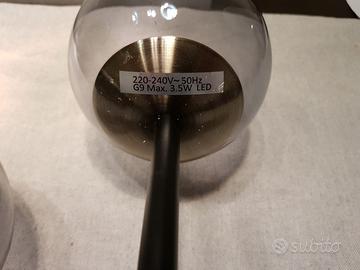 220-240V~ 50Hz
G9 Max. 3.5W LED
subito